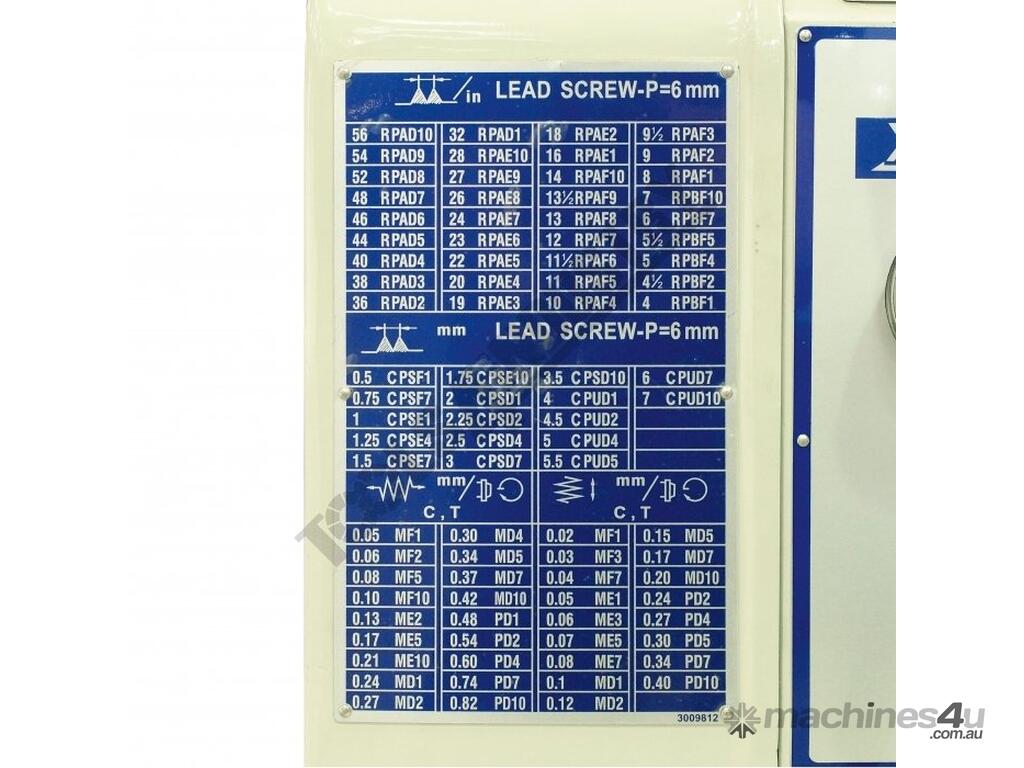 /in LEAD SCREW-P=6mm
56 RPAD10 32 RPAD1 18 RPAE2 9½ RPAF3
54 RPAD9 28 RPAE10 16 RPAE1 9 RPAF2
52 RPAD8 27 RPAE9 14 RPAF10 8 RPAF1
48 RPAD7 26 RPAE8 13½ RPAF9 7 RPBF10
46 RPAD6 24 RPAE7 13 RPAF8 6 RPBF7
44 RPAD5 23 RPAE6 12 RPAF7 5½ RPBF5
40 RPAD4 22 RPAE5 11½ RPAF6 5 RPBF4
38 RPAD3 20 RPAE4 11 RPAF5 4½ RPBF2
36 RPAD2 19 RPAE3 10 RPAF4 4 RPBF1
mm LEAD SCREW-P=6mm
0.5 CPSF1 1.75 CPSE10 3.5 CPSD10 6 CPUD7
0.75 CPSF7 2 CPSD1 4 CPUD1 7 CPUD10
1 CPSE1 2.25 CPSD2 4.5 CPUD2
1.25 CPSE4 2.5 CPSD4 5 CPUD4
1.5 CPSE7 3 CPSD7 5.5 CPUD5
mm/ mm/
C,T C,T
0.05 MF1 0.30 MD4 0.02 MF1 0.15 MD5
0.06 MF2 0.34 MD5 0.03 MF3 0.17 MD7
0.08 MF5 0.37 MD7 0.04 MF7 0.20 MD10
0.10 MF10 0.42 MD10 0.05 ME1 0.24 PD2
0.13 ME2 0.48 PD1 0.06 ME3 0.27 PD4
0.17 ME5 0.54 PD2 0.07 ME5 0.30 PD5
0.21 ME10 0.60 PD4 0.08 ME7 0.34 PD7
0.24 MD1 0.74 PD7 0.1 MD1 0.40 PD10
0.27 MD2 0.82 PD10 0.12 MD2
3009812
machines4u
.com.au